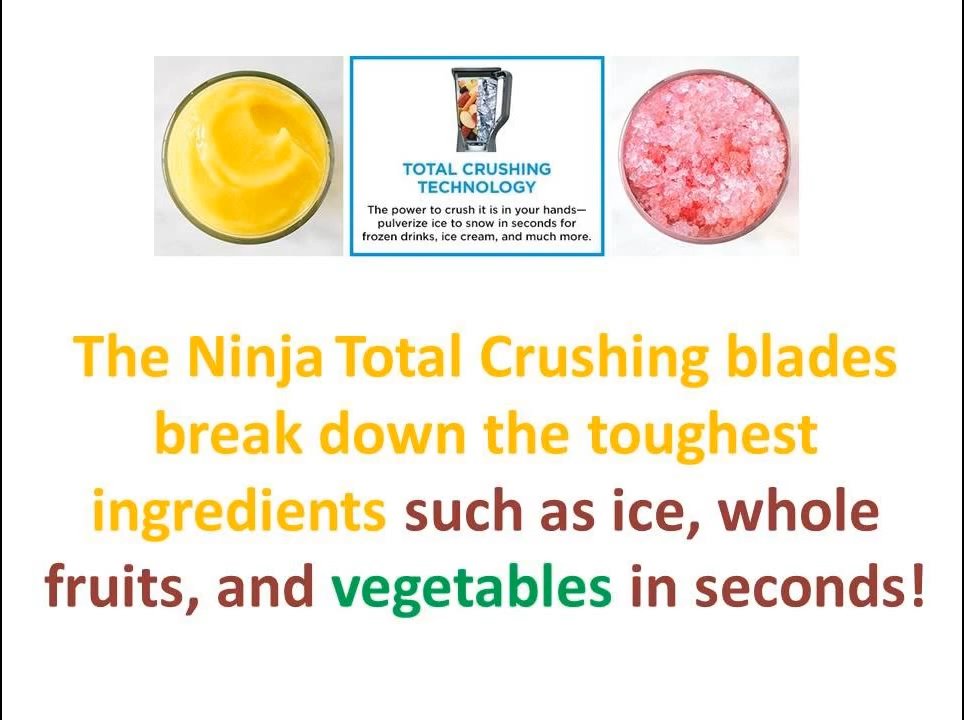 TOTAL CRUSHING
TECHNOLOGY
The power to crush it is in your hands—
pulverize ice to snow in seconds for
frozen drinks, ice cream, and much more.
The Ninja Total Crushing blades
break down the toughest
ingredients such as ice, whole
fruits, and vegetables in seconds!